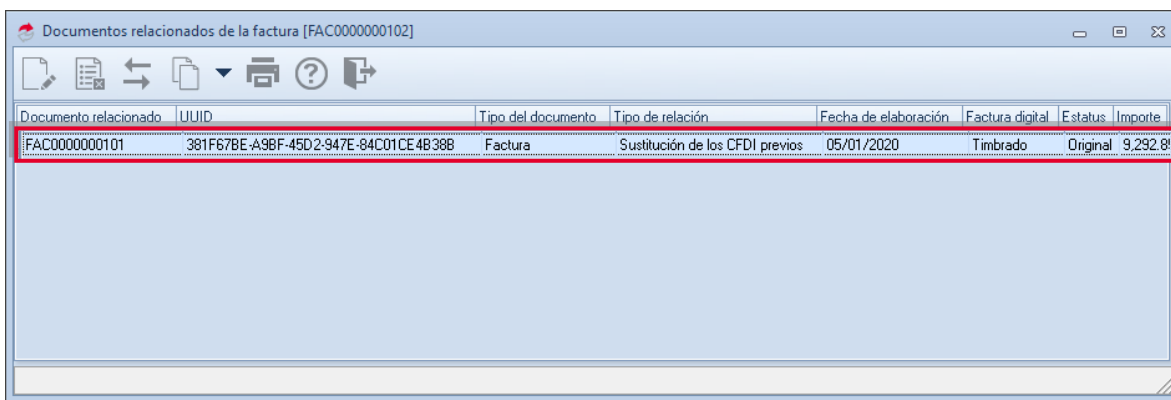 Documentos relacionados de la factura [FAC0000000102]
Documento relacionado UUID Tipo del documento Tipo de relación Fecha de elaboración Factura digital Estatus Importe
FAC0000000101 381F67BE-A9BF-45D2-947E-84C01CE4B38B Factura Sustitución de los CFDI previos 05/01/2020 Timbrado Original